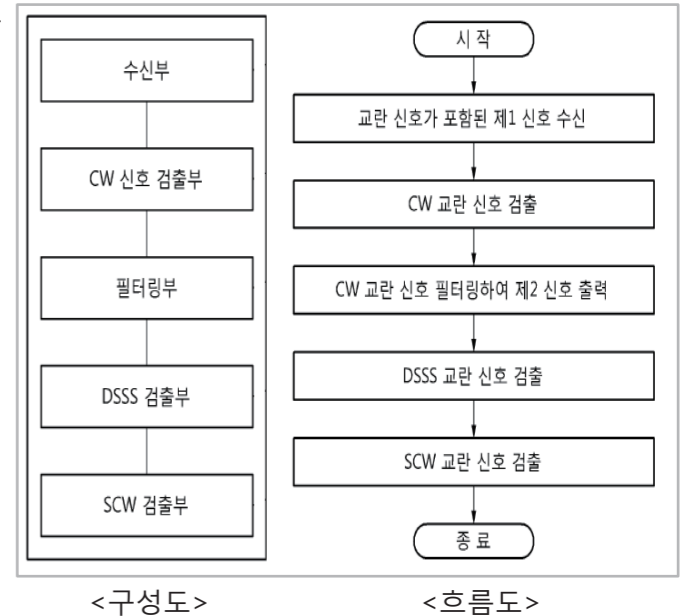 수신부
CW 신호 검출부
필터링부
DSSS 검출부
SCW 검출부
<구성도>
시 작
교란 신호가 포함된 제1 신호 수신
CW 교란 신호 검출
CW 교란 신호 필터링하여 제2 신호 출력
DSSS 교란 신호 검출
SCW 교란 신호 검출
종 료
<흐름도>